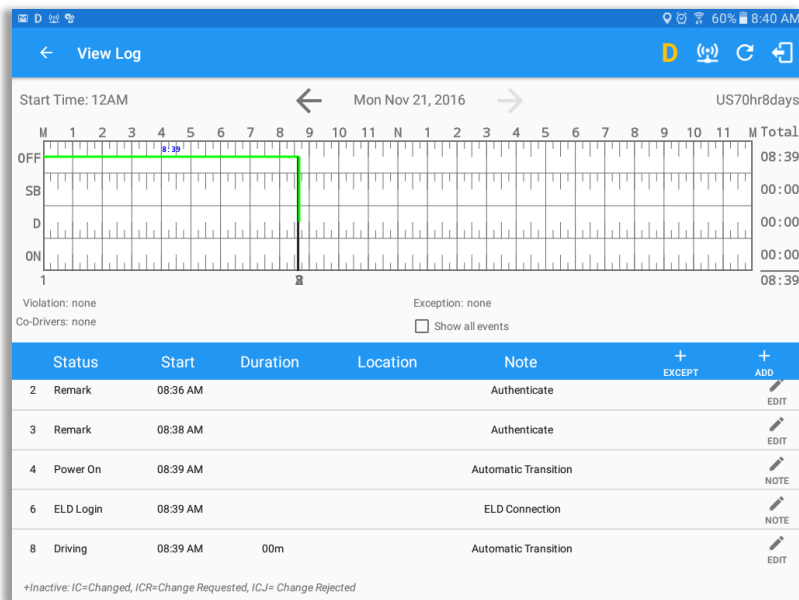 D 60% 8:40 AM
View Log D
Start Time: 12AM Mon Nov 21, 2016 US70hr8days
M 1 2 3 4 5 6 7 8 9 10 11 N 1 2 3 4 5 6 7 8 9 10 11 M Total
8:39
OFF 08:39
SB 00:00
D 00:00
ON 00:00
1 08:39
Violation: none Exception: none
Co-Drivers: none
Show all events
Status Start Duration Location Note + EXCEPT + ADD
2 Remark 08:36 AM Authenticate EDIT
3 Remark 08:38 AM Authenticate EDIT
4 Power On 08:39 AM Automatic Transition NOTE
6 ELD Login 08:39 AM ELD Connection NOTE
8 Driving 08:39 AM 00m Automatic Transition EDIT
+Inactive: IC=Changed, ICR=Change Requested, ICJ= Change Rejected